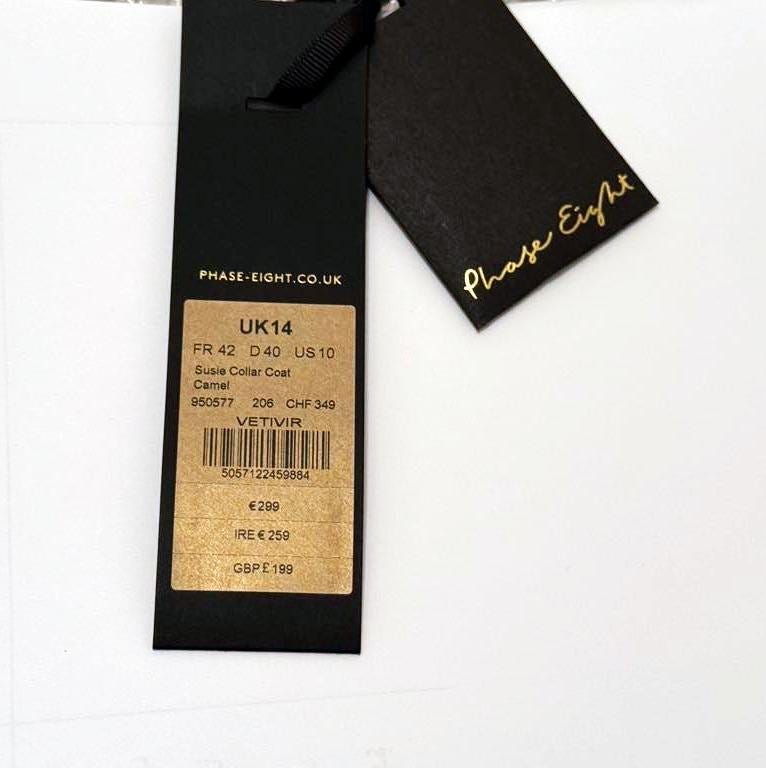 Phase Eight
PHASE-EIGHT.CO.UK
UK14
FR 42 D 40 US 10
Susie Collar Coat
Camel
950577 206 CHF 349
VETIVIR
5057122459884
€299
IRE € 259
GBP £ 199